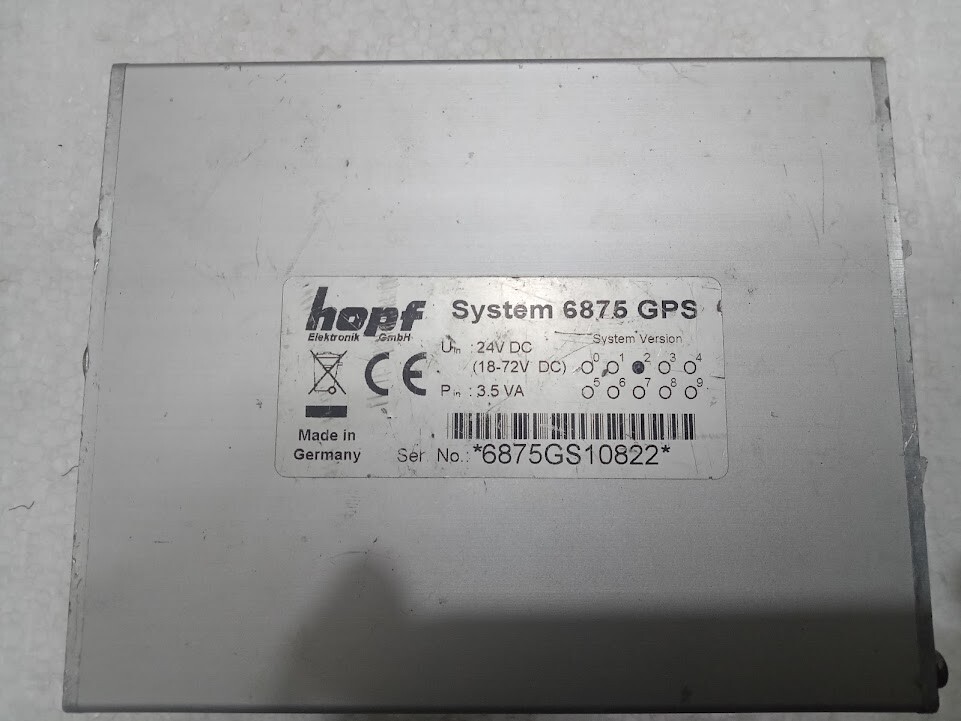 hopf
Elektronik GmbH
System 6875 GPS
Uin : 24V DC
(18-72V DC)
Pin : 3.5 VA
System Version
0 1 2 3 4
5 6 7 8 9
CE
Made in
Germany
Ser No.: *6875GS10822*